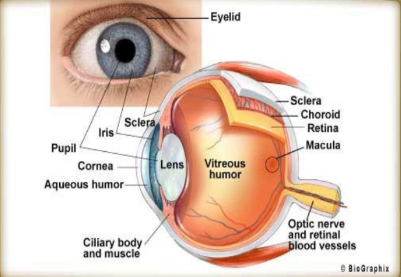 Eyelid
Sclera
Iris
Pupil
Cornea
Aqueous humor
Lens
Vitreous
humor
Sclera
Choroid
Retina
Macula
Ciliary body
and muscle
Optic nerve
and retinal
blood vessels
© BioGraphix